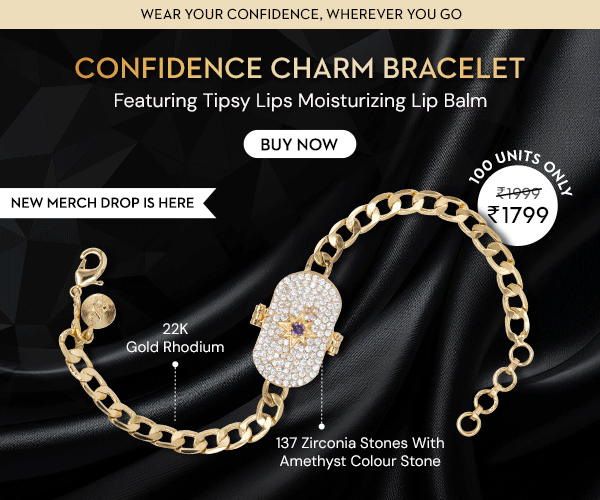 WEAR YOUR CONFIDENCE, WHEREVER YOU GO
CONFIDENCE CHARM BRACELET
Featuring Tipsy Lips Moisturizing Lip Balm
BUY NOW
100 UNITS ONLY
₹1999
₹1799
NEW MERCH DROP IS HERE
22K
Gold Rhodium
137 Zirconia Stones With
Amethyst Colour Stone